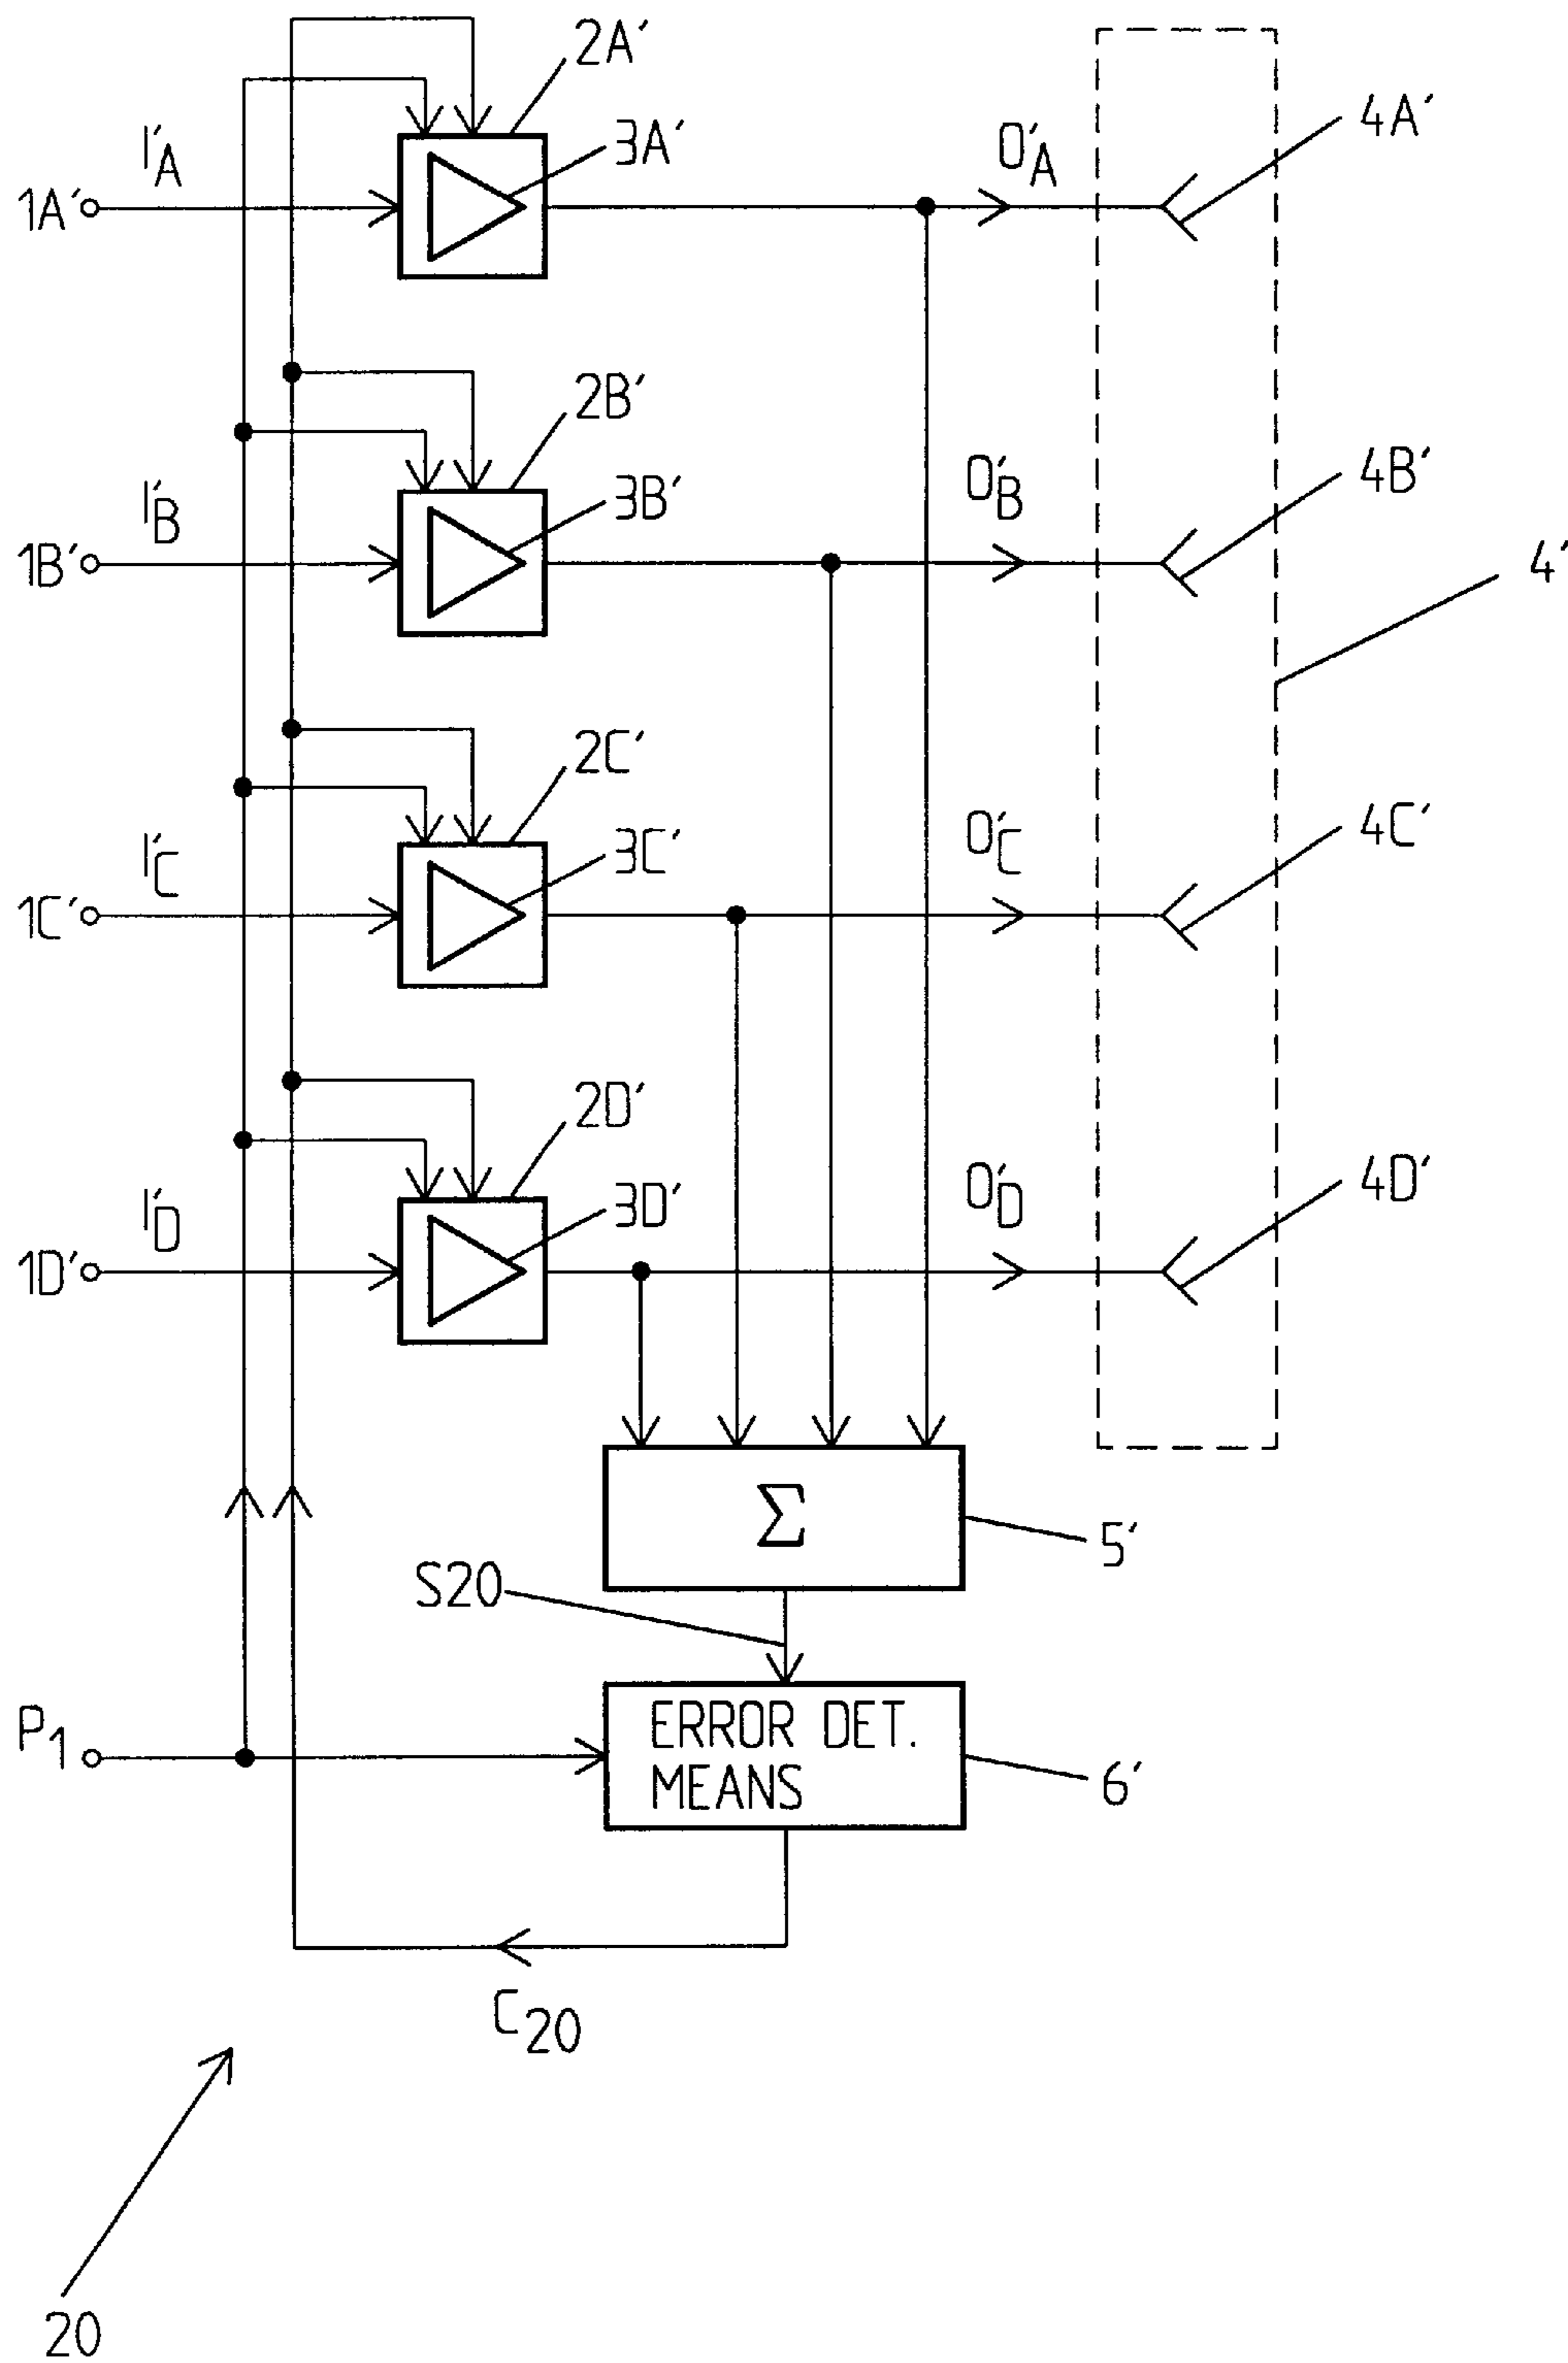 2A'
I'A
3A'
O'A
4A'
1A'
2B'
I'B
3B'
O'B
4B'
1B'
4'
2C'
I'C
3C'
O'C
4C'
1C'
2D'
I'D
3D'
O'D
4D'
1D'
Σ
5'
S20
P1
ERROR DET.
MEANS
6'
C20
20